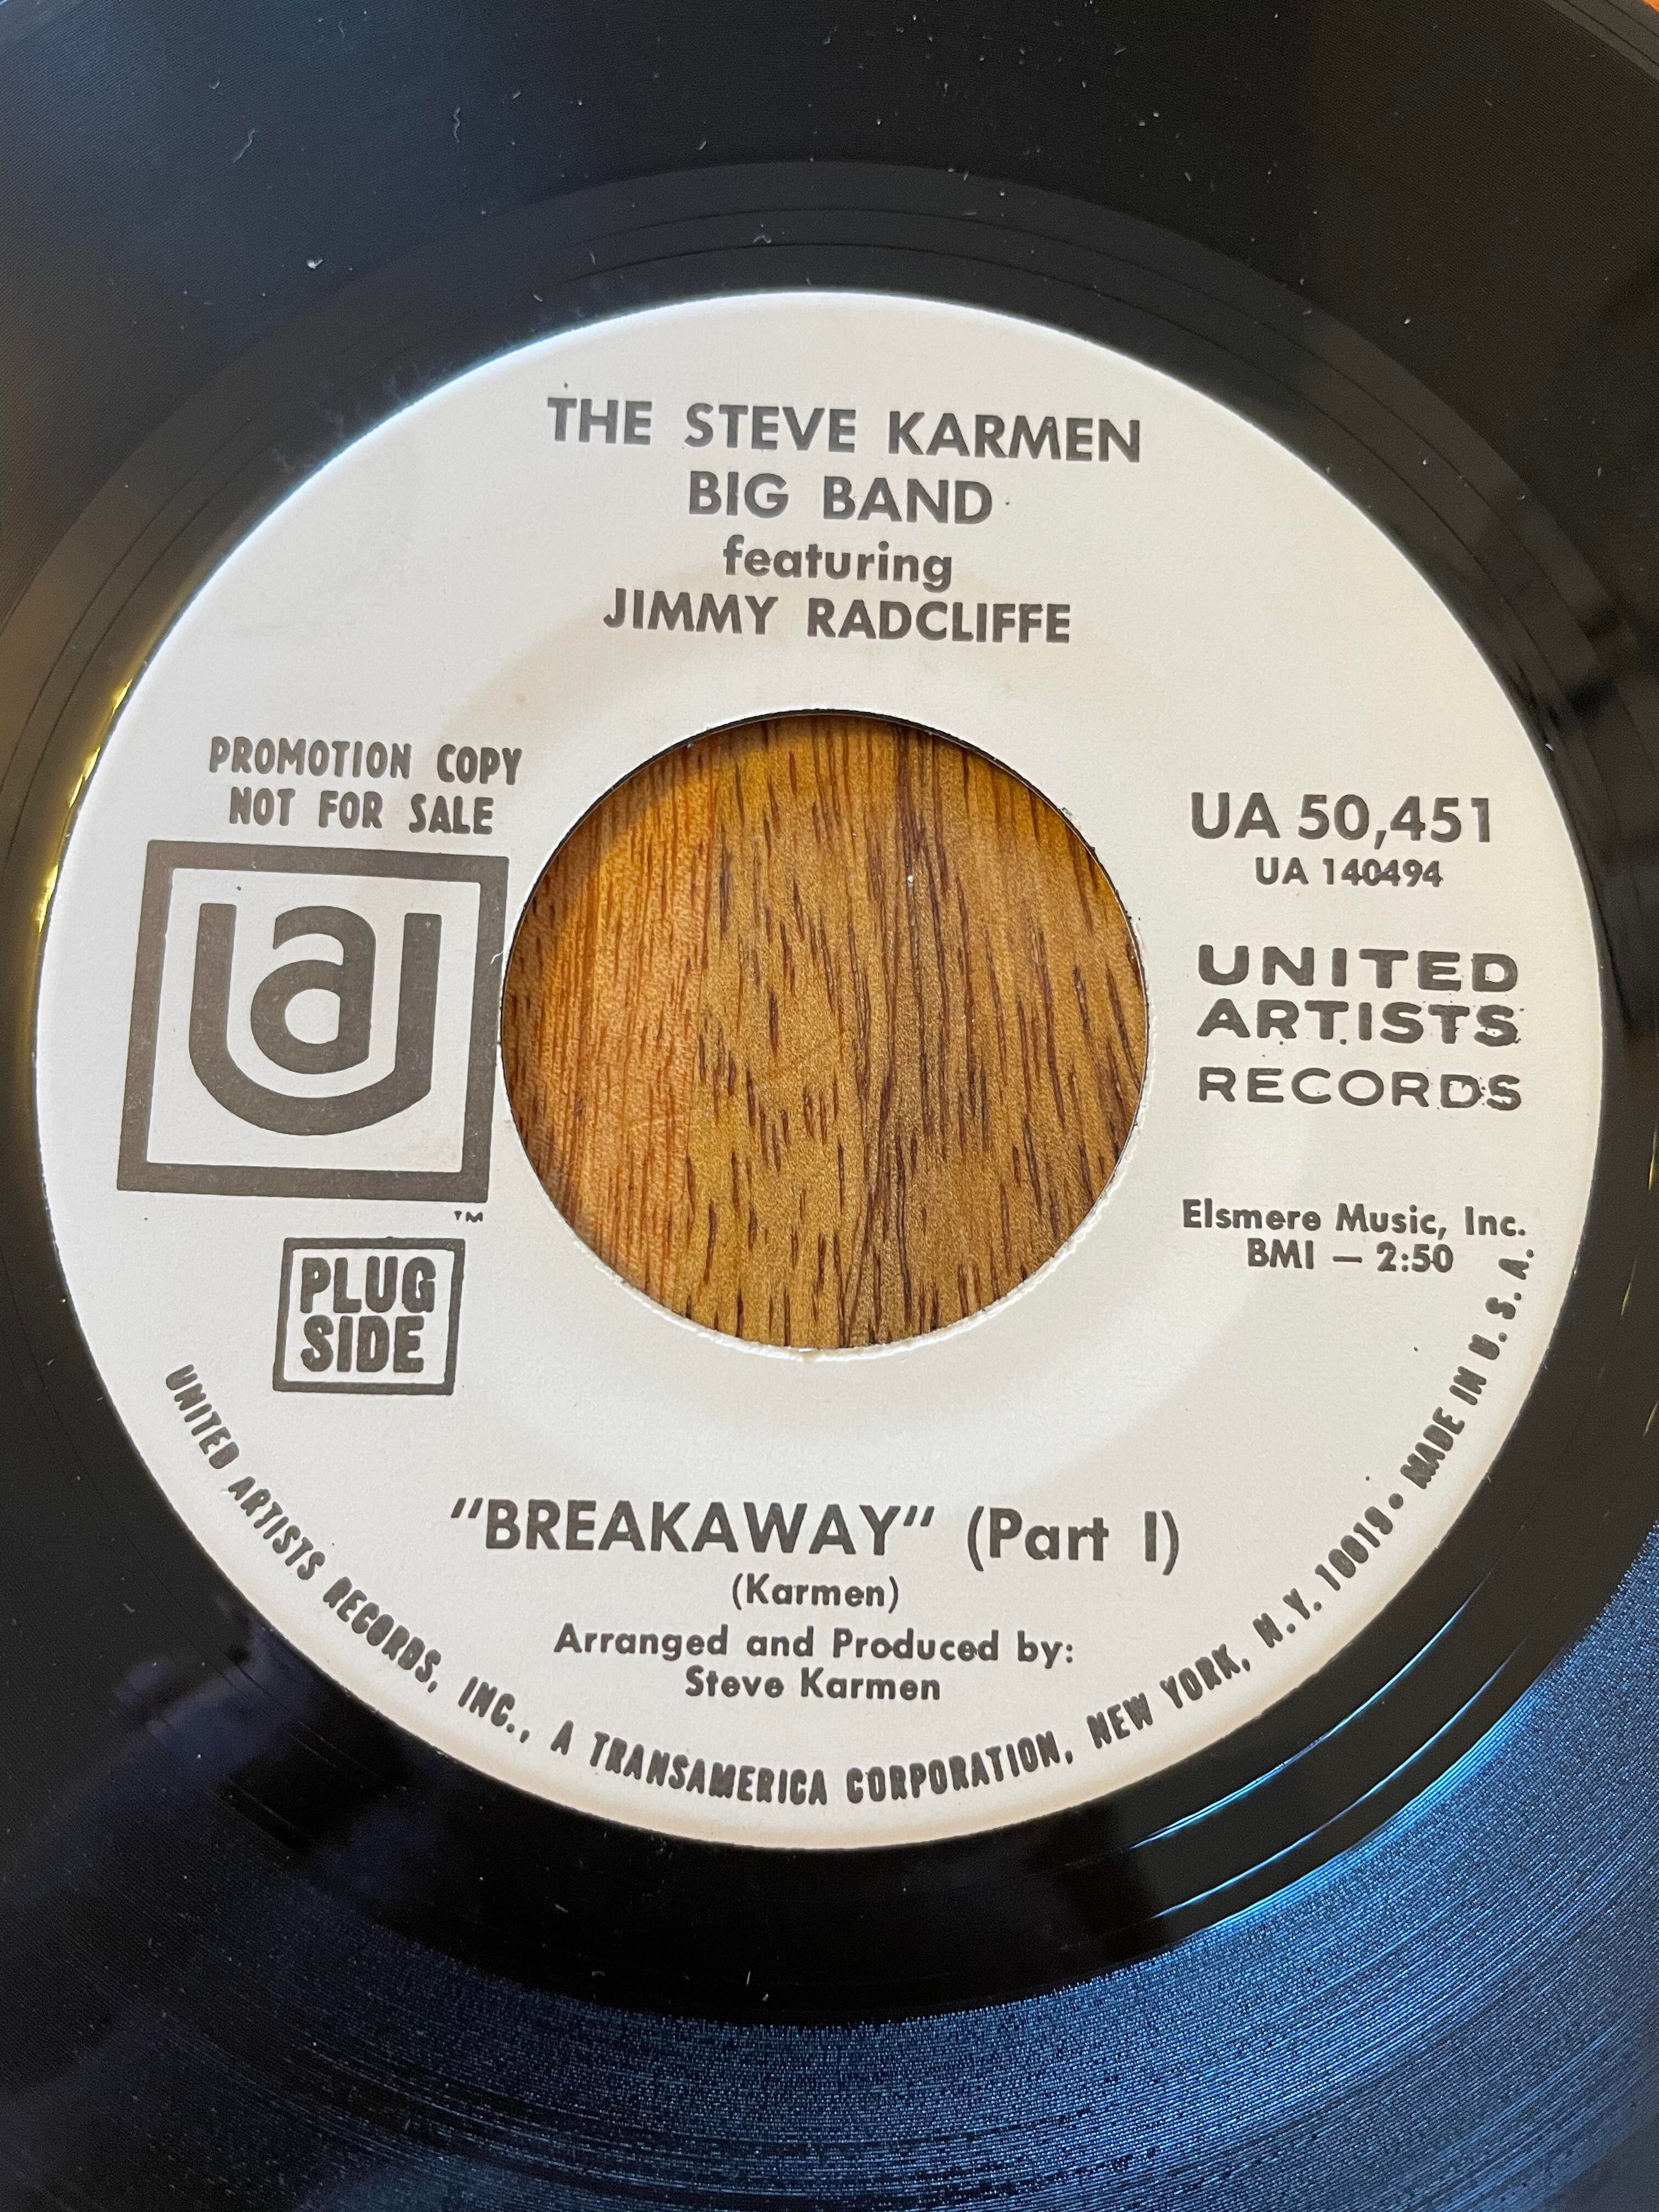 THE STEVE KARMEN
BIG BAND
featuring
JIMMY RADCLIFFE
PROMOTION COPY
NOT FOR SALE
ua
TM
PLUG
SIDE
UA 50,451
UA 140494
UNITED
ARTISTS
RECORDS
Elsmere Music, Inc.
BMI — 2:50
"BREAKAWAY" (Part I)
(Karmen)
Arranged and Produced by:
Steve Karmen
UNITED ARTISTS RECORDS, INC., A TRANSAMERICA CORPORATION, NEW YORK, N.Y. 10019 • MADE IN U.S.A.